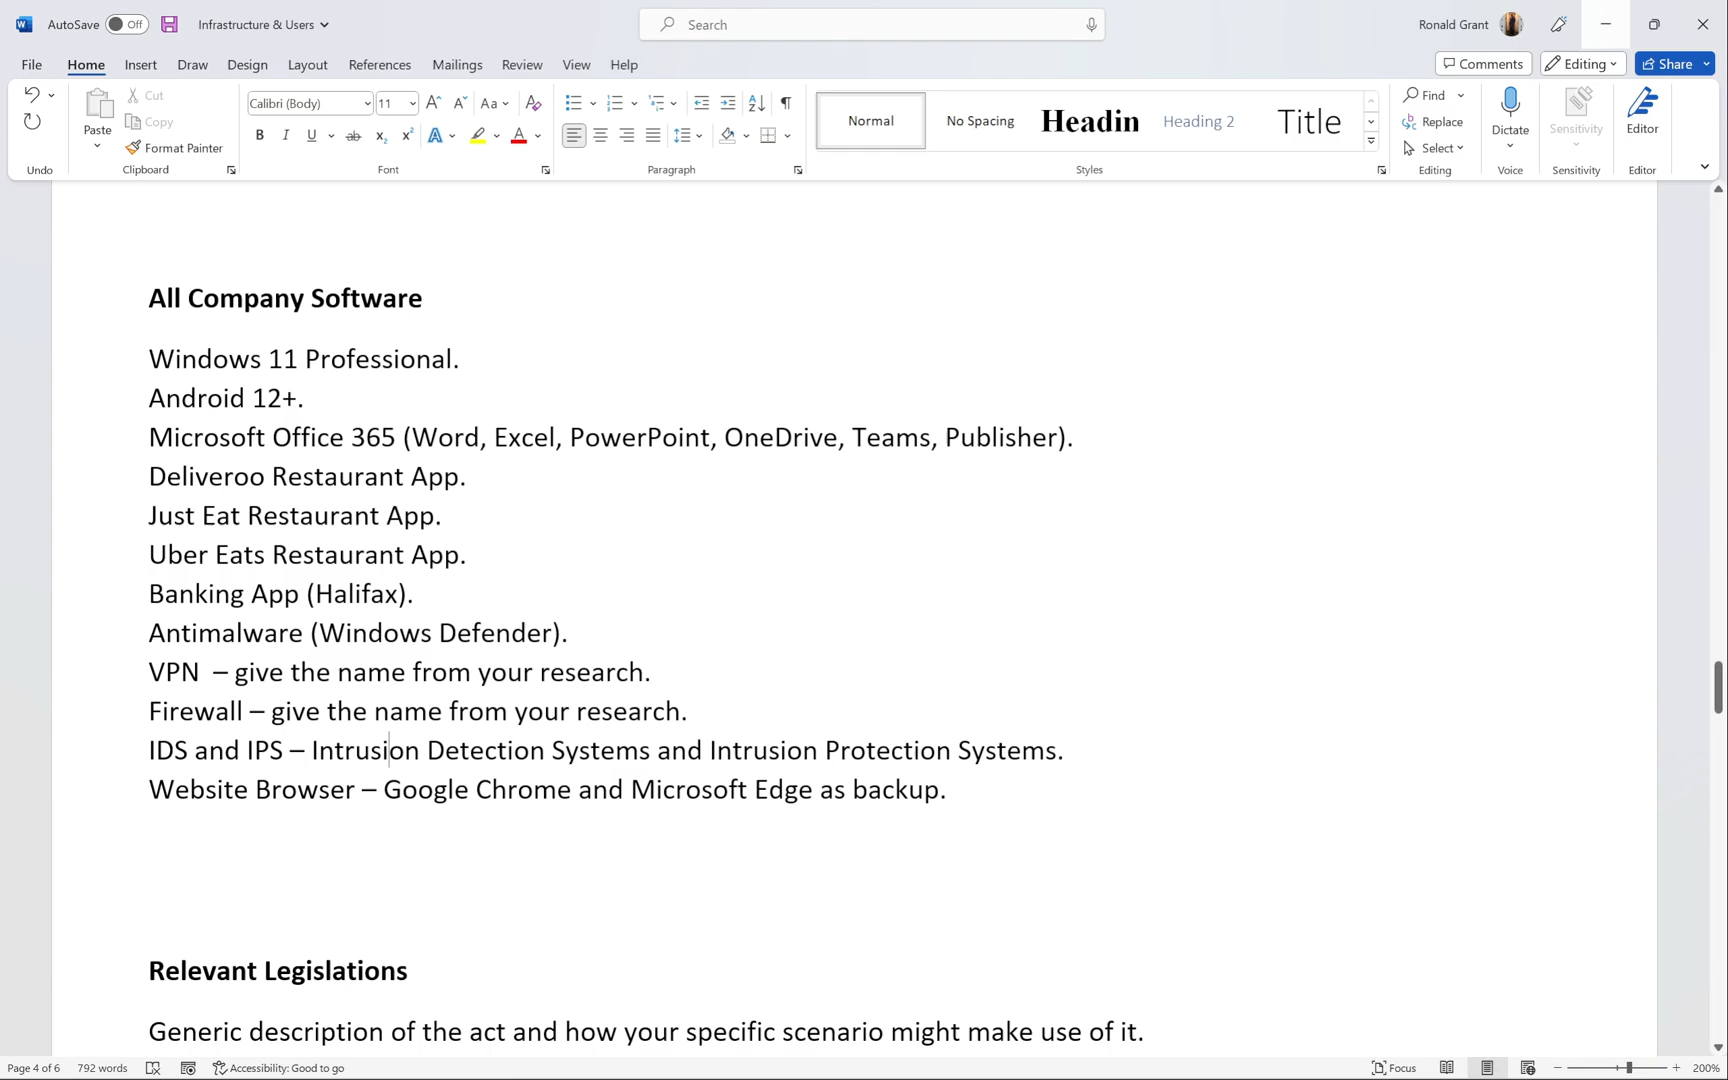 AutoSave Off Infrastructure & Users Search Ronald Grant
File Home Insert Draw Design Layout References Mailings Review View Help Comments Editing Share
Calibri (Body) 11 Aa Cut Copy Format Painter Paste
B I U ab x₂ x² A A Normal No Spacing Headin Heading 2 Title Find Replace Select Dictate Sensitivity Editor
Undo Clipboard Font Paragraph Styles Editing Voice Sensitivity Editor
All Company Software
Windows 11 Professional.
Android 12+.
Microsoft Office 365 (Word, Excel, PowerPoint, OneDrive, Teams, Publisher).
Deliveroo Restaurant App.
Just Eat Restaurant App.
Uber Eats Restaurant App.
Banking App (Halifax).
Antimalware (Windows Defender).
VPN  – give the name from your research.
Firewall – give the name from your research.
IDS and IPS – Intrusion Detection Systems and Intrusion Protection Systems.
Website Browser – Google Chrome and Microsoft Edge as backup.
Relevant Legislations
Generic description of the act and how your specific scenario might make use of it.
Page 4 of 6 792 words Accessibility: Good to go Focus 200%